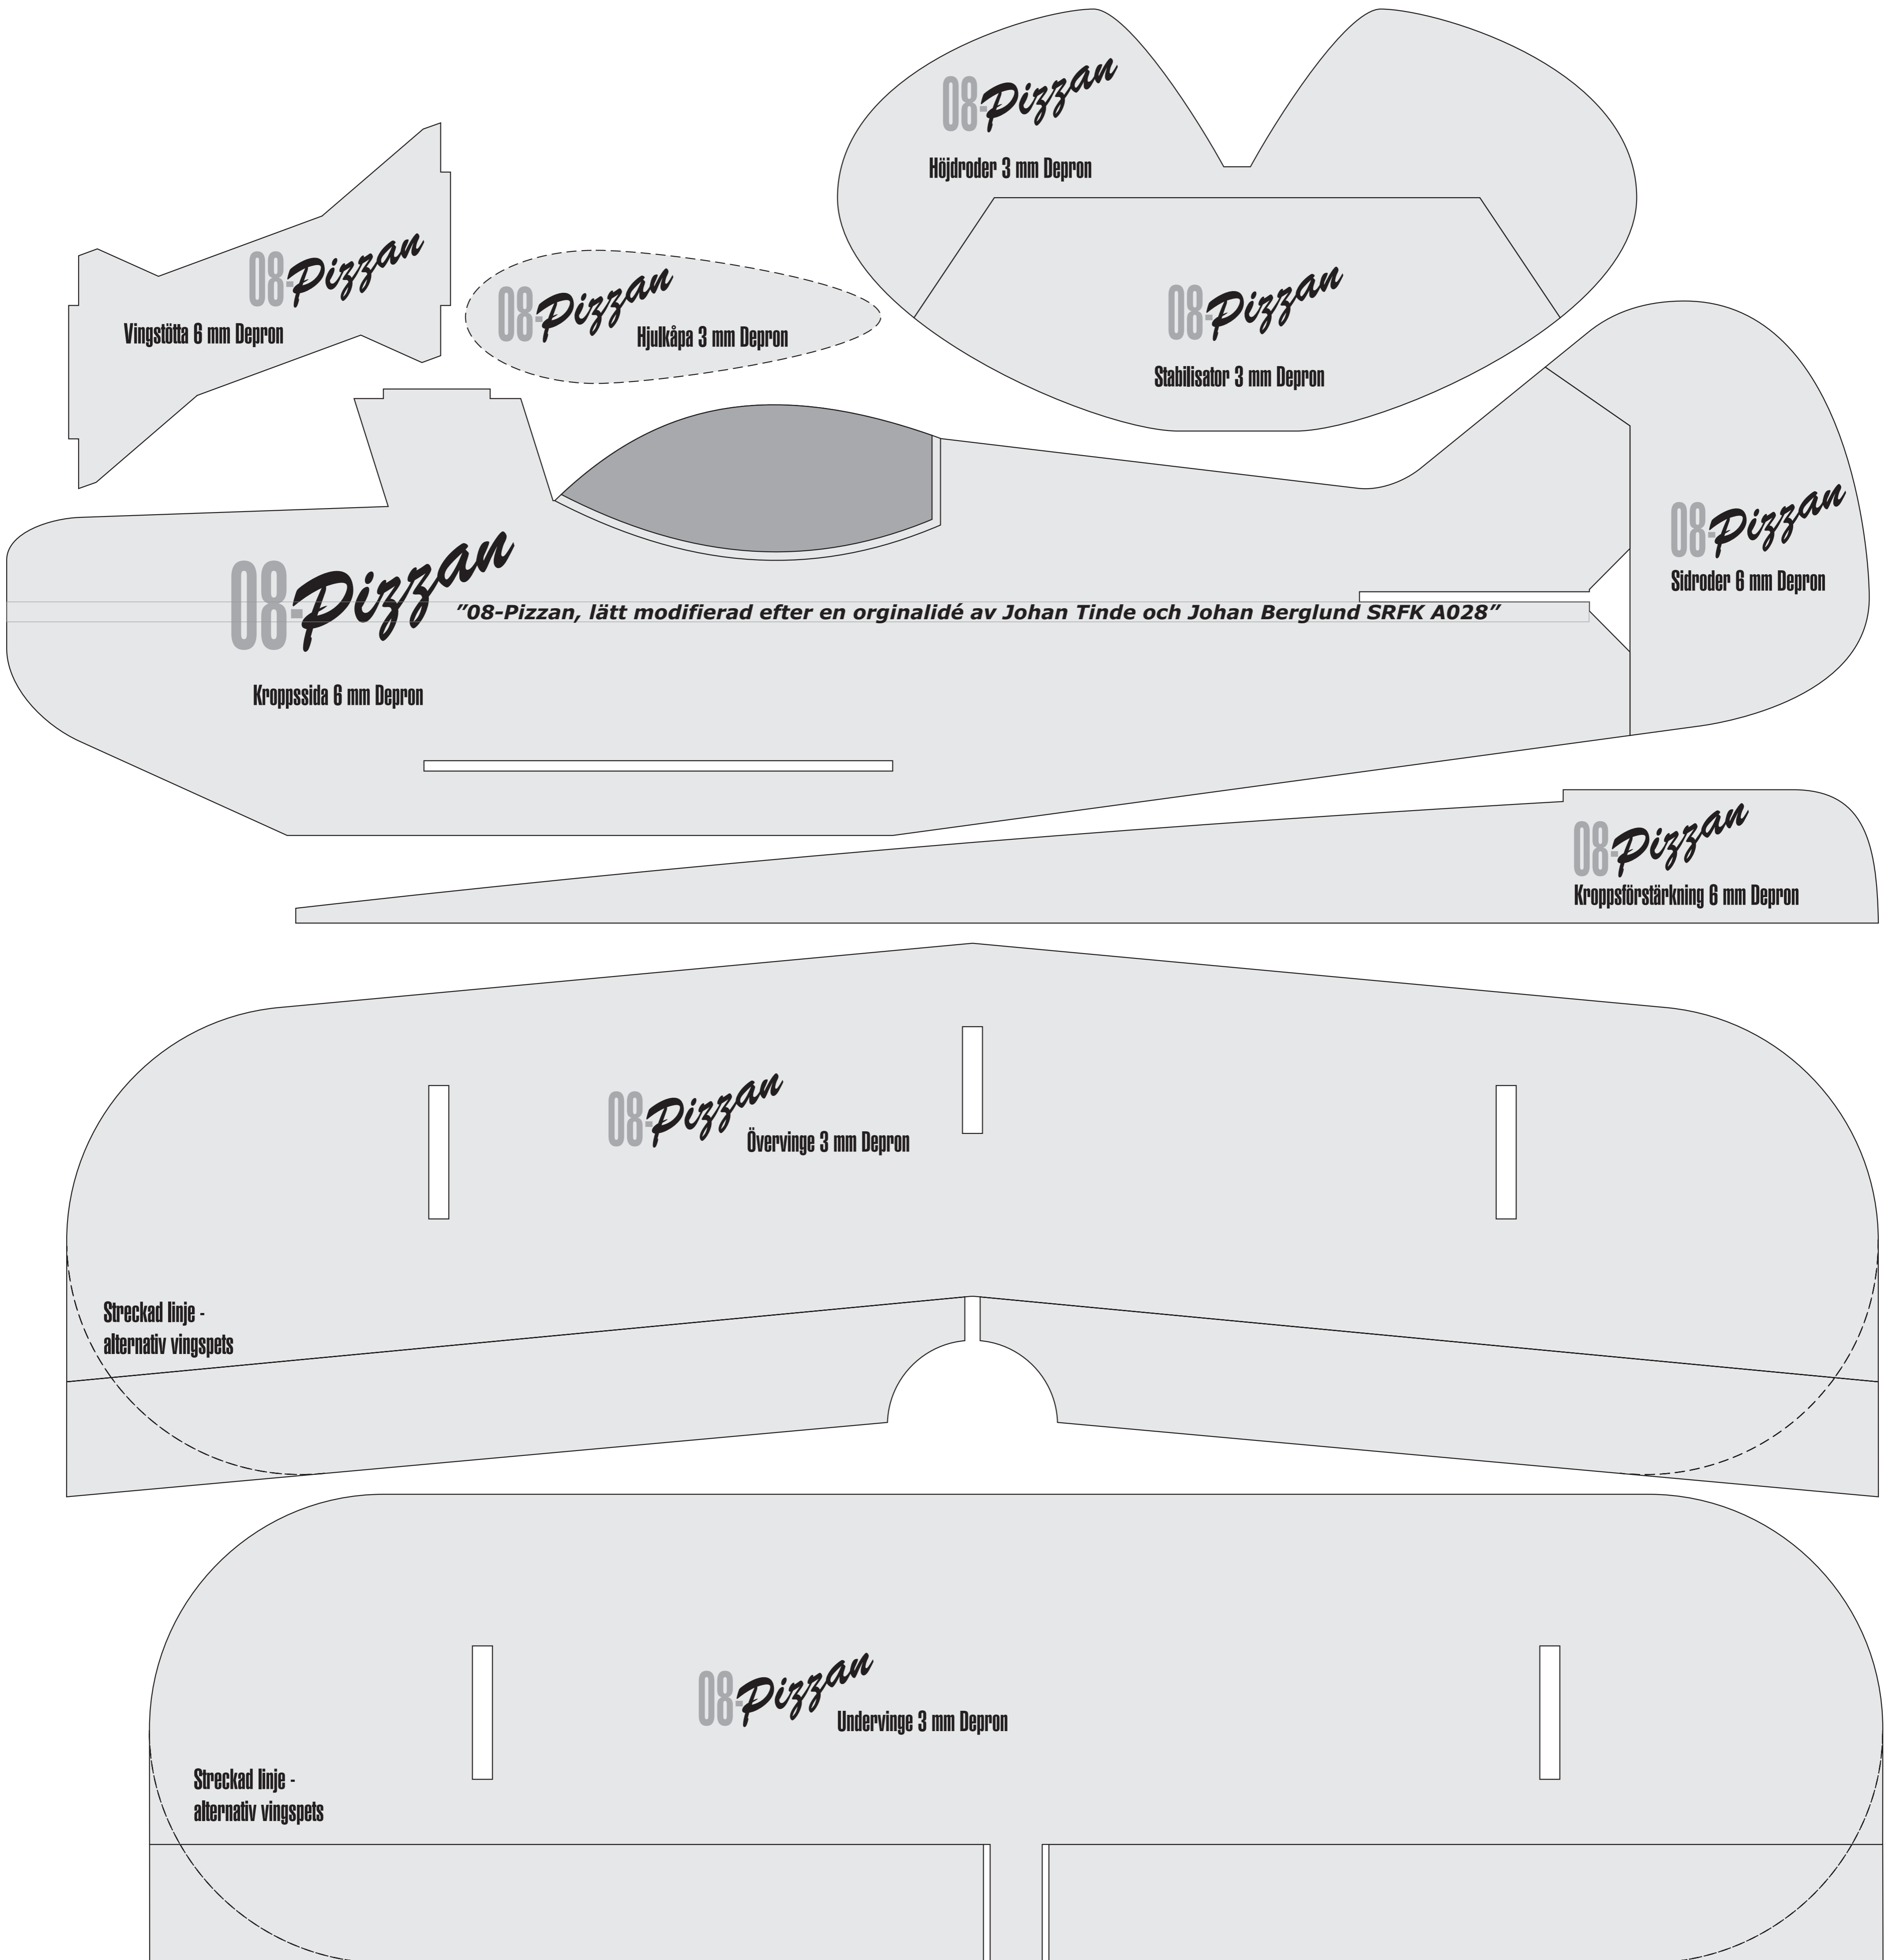 08-Pizzan
Höjdroder 3 mm Depron
08-Pizzan
Vingstötta 6 mm Depron
08-Pizzan
Hjulkåpa 3 mm Depron
08-Pizzan
Stabilisator 3 mm Depron
08-Pizzan
Sidroder 6 mm Depron
08-Pizzan
"08-Pizzan, lätt modifierad efter en orginalidé av Johan Tinde och Johan Berglund SRFK A028"
Kroppssida 6 mm Depron
08-Pizzan
Kroppsförstärkning 6 mm Depron
08-Pizzan
Övervinge 3 mm Depron
Streckad linje -
alternativ vingspets
08-Pizzan
Undervinge 3 mm Depron
Streckad linje -
alternativ vingspets